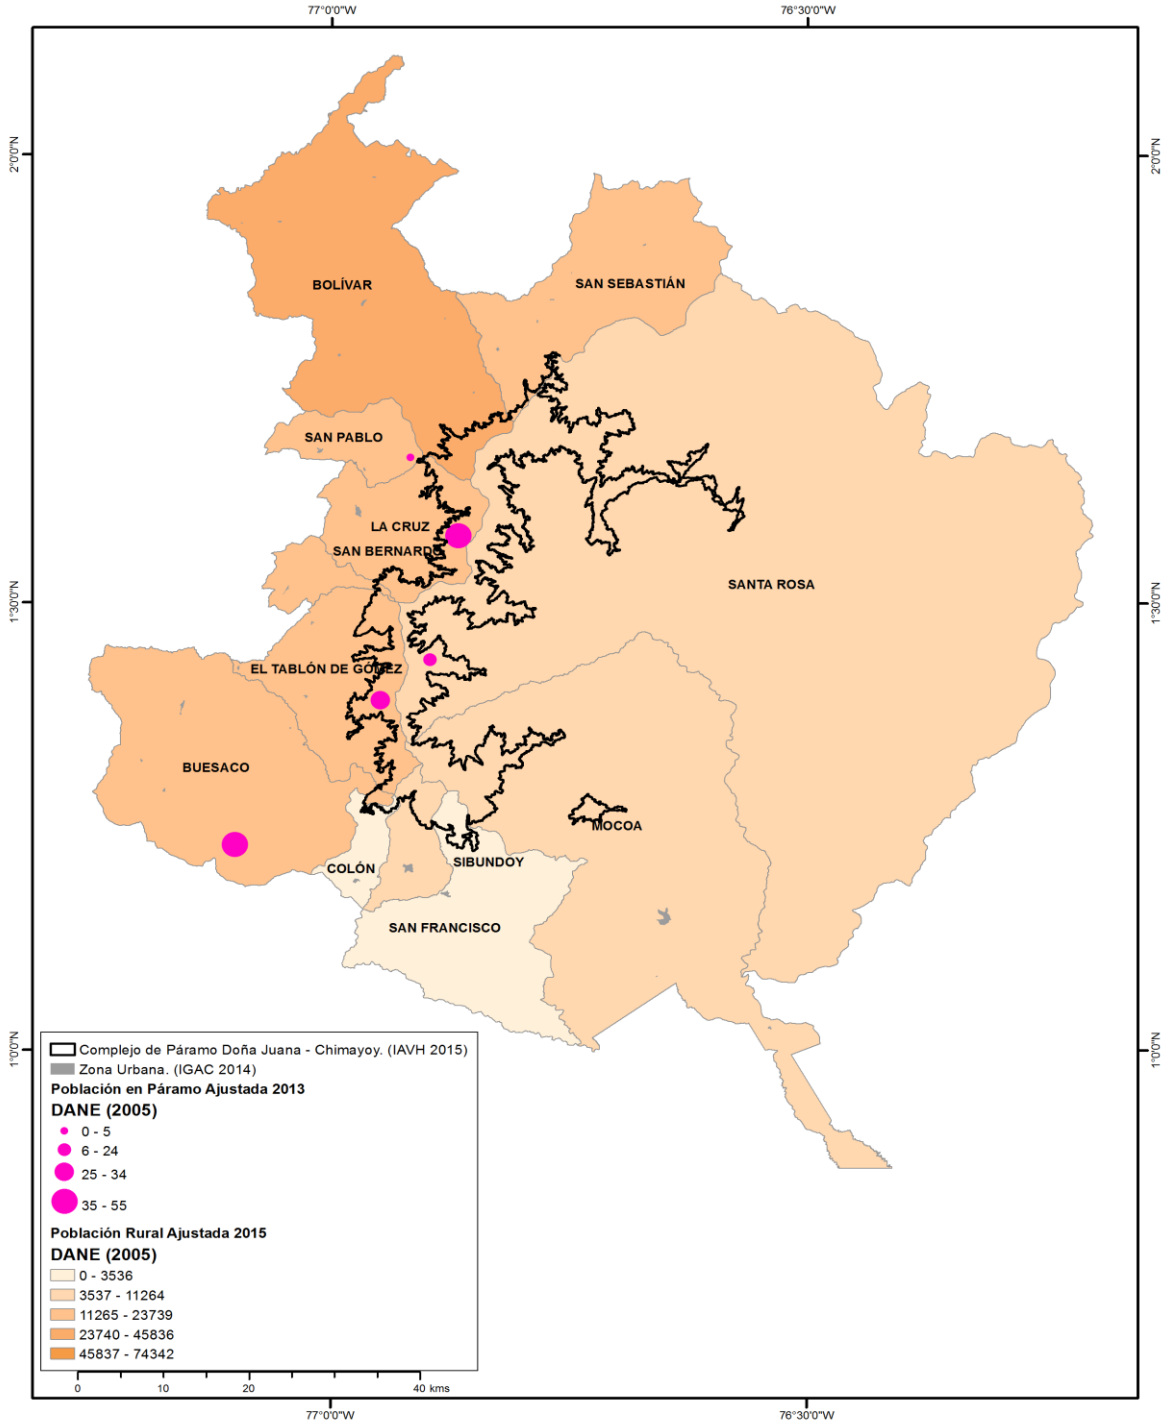 77°0'0"W
76°30'0"W
2°0'0"N
2°0'0"N
BOLÍVAR
SAN SEBASTIÁN
SAN PABLO
LA CRUZ
SAN BERNARDO
SANTA ROSA
1°30'0"N
1°30'0"N
EL TABLÓN DE GÓMEZ
BUESACO
MOCOA
COLÓN
SIBUNDOY
SAN FRANCISCO
1°0'0"N
1°0'0"N
Complejo de Páramo Doña Juana - Chimayoy. (IAVH 2015)
Zona Urbana. (IGAC 2014)
Población en Páramo Ajustada 2013
DANE (2005)
0 - 5
6 - 24
25 - 34
35 - 55
Población Rural Ajustada 2015
DANE (2005)
0 - 3536
3537 - 11264
11265 - 23739
23740 - 45836
45837 - 74342
0 10 20 40 kms
77°0'0"W
76°30'0"W